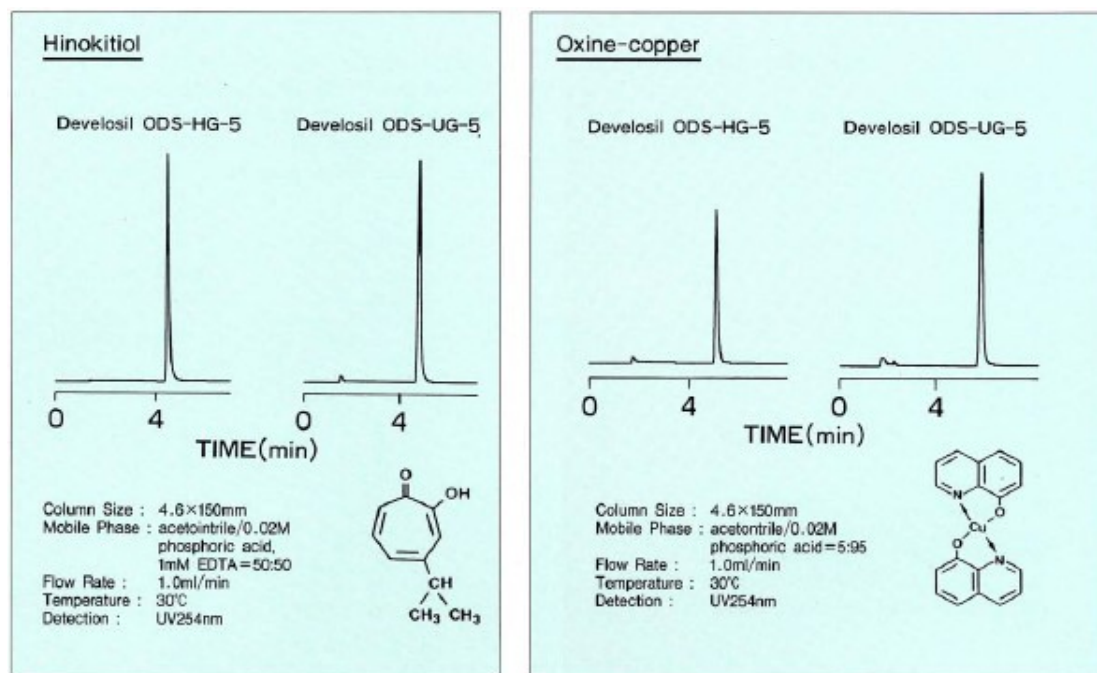 Hinokitiol
Develosil ODS-HG-5
Develosil ODS-UG-5
0
4
0
4
TIME(min)
Column Size : 4.6×150mm
Mobile Phase : acetointrile/0.02M
phosphoric acid,
1mM EDTA=50:50
Flow Rate : 1.0ml/min
Temperature : 30℃
Detection : UV254nm
O
OH
CH
CH₃ CH₃
Oxine-copper
Develosil ODS-HG-5
Develosil ODS-UG-5
0
4
0
4
TIME(min)
Column Size : 4.6×150mm
Mobile Phase : acetontrile/0.02M
phosphoric acid=5:95
Flow Rate : 1.0ml/min
Temperature : 30℃
Detection : UV254nm
N
O
Cu
O
N